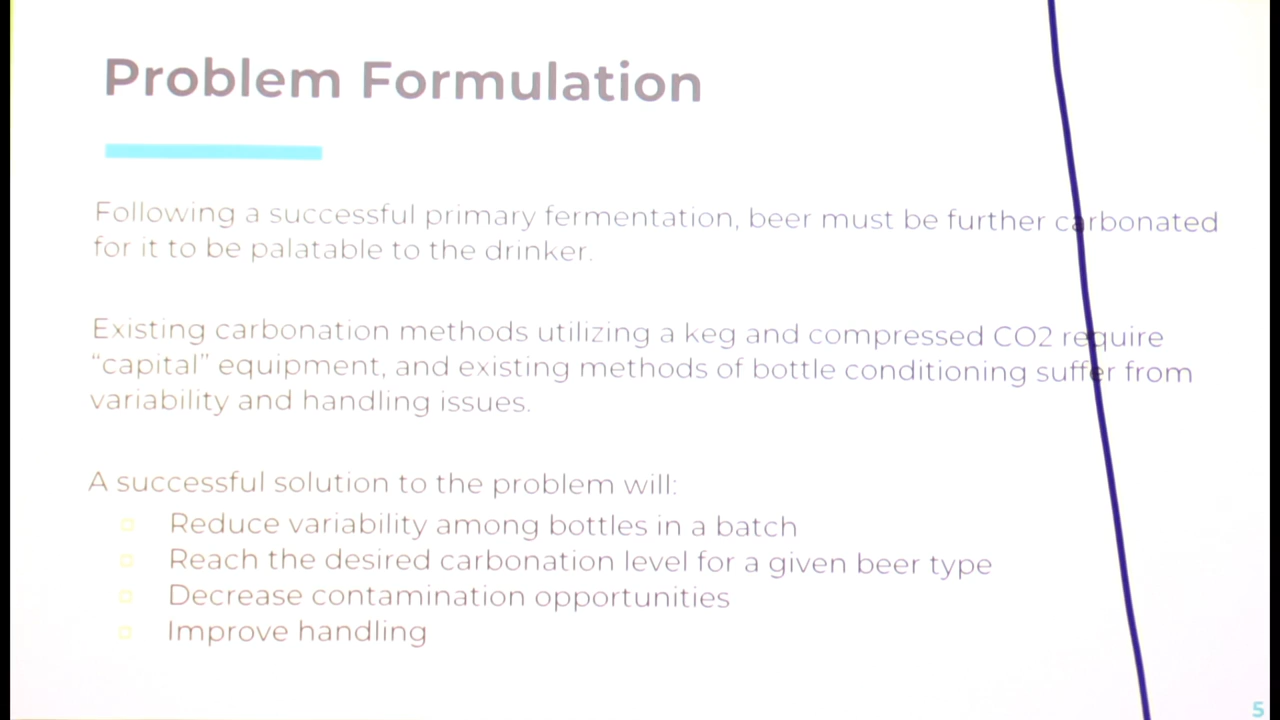 Problem Formulation
Following a successful primary fermentation, beer must be further carbonated
for it to be palatable to the drinker.
Existing carbonation methods utilizing a keg and compressed CO2 require
“capital” equipment, and existing methods of bottle conditioning suffer from
variability and handling issues.
A successful solution to the problem will:
Reduce variability among bottles in a batch
Reach the desired carbonation level for a given beer type
Decrease contamination opportunities
Improve handling
5